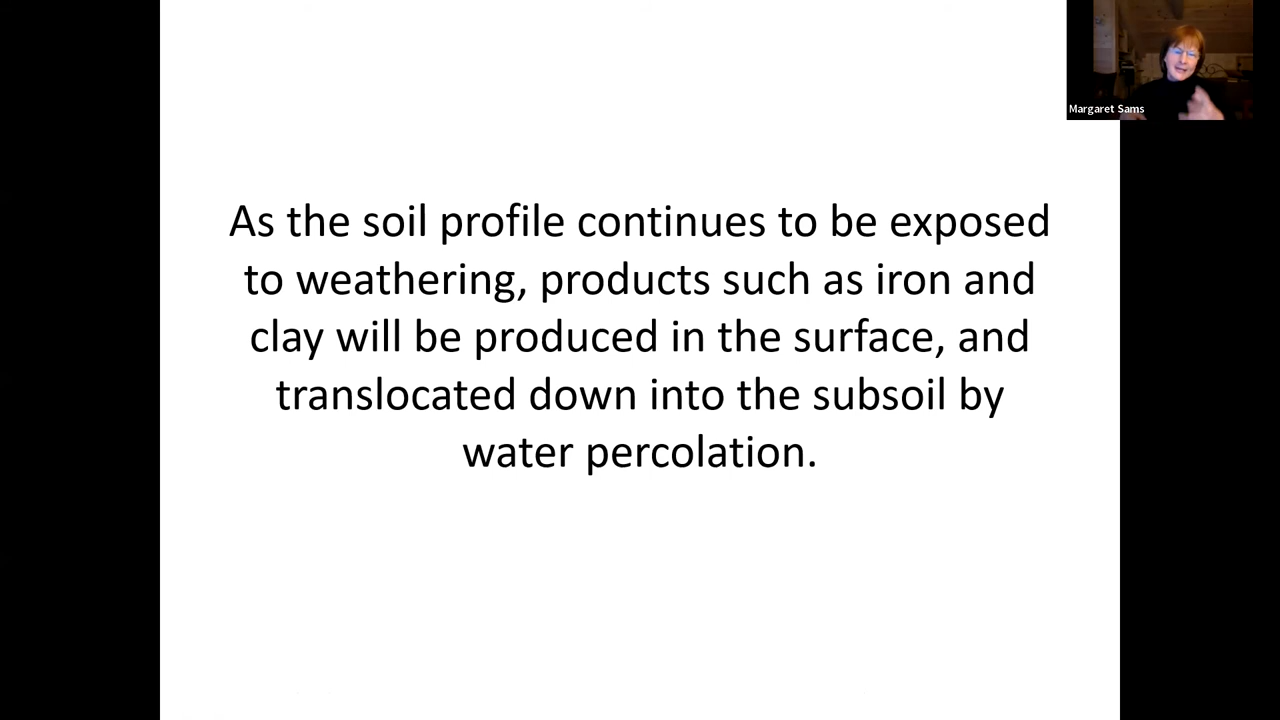 Margaret Sams
As the soil profile continues to be exposed
to weathering, products such as iron and
clay will be produced in the surface, and
translocated down into the subsoil by
water percolation.